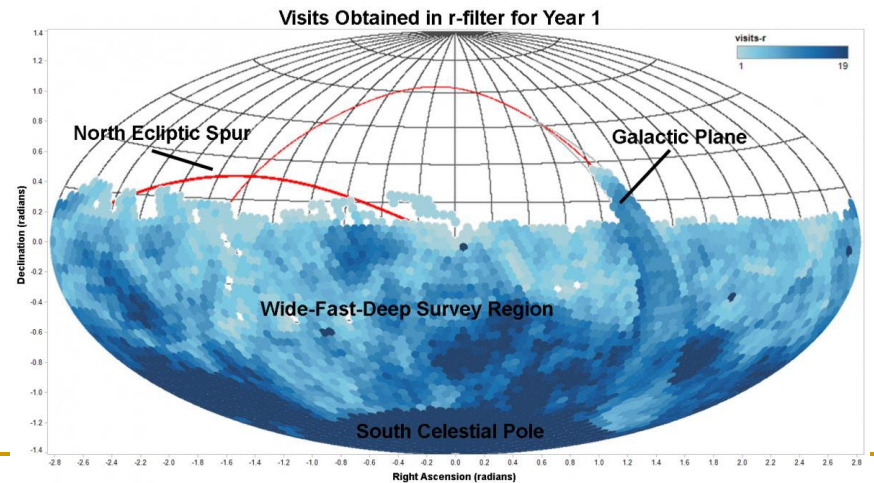 Visits Obtained in r-filter for Year 1
visits-r
1 19
North Ecliptic Spur
Galactic Plane
Wide-Fast-Deep Survey Region
South Celestial Pole
Declination (radians)
1.4
1.2
1.0
0.8
0.6
0.4
0.2
0.0
-0.2
-0.4
-0.6
-0.8
-1.0
-1.2
-1.4
-2.8 -2.6 -2.4 -2.2 -2.0 -1.8 -1.6 -1.4 -1.2 -1.0 -0.8 -0.6 -0.4 -0.2 0.0 0.2 0.4 0.6 0.8 1.0 1.2 1.4 1.6 1.8 2.0 2.2 2.4 2.6 2.8
Right Ascension (radians)